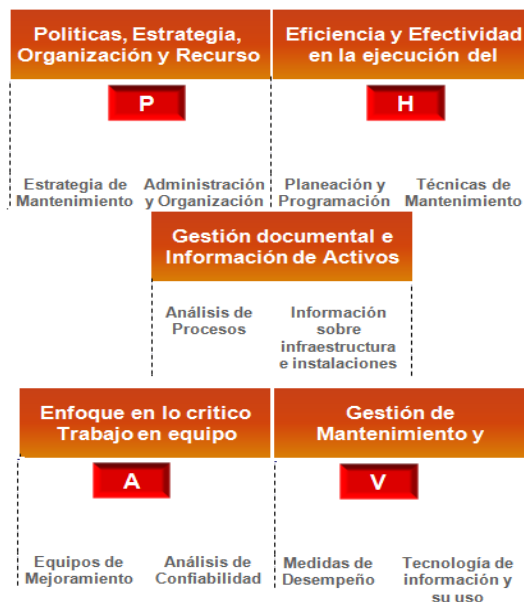 Politicas, Estrategia,
Organización y Recurso
Eficiencia y Efectividad
en la ejecución del
P
H
Estrategia de
Mantenimiento
Administración
y Organización
Planeación y
Programación
Técnicas de
Mantenimiento
Gestión documental e
Información de Activos
Análisis de
Procesos
Información
sobre
infraestructura
e instalaciones
Enfoque en lo critico
Trabajo en equipo
Gestión de
Mantenimiento y
A
V
Equipos de
Mejoramiento
Análisis de
Confiabilidad
Medidas de
Desempeño
Tecnología de
información y
su uso